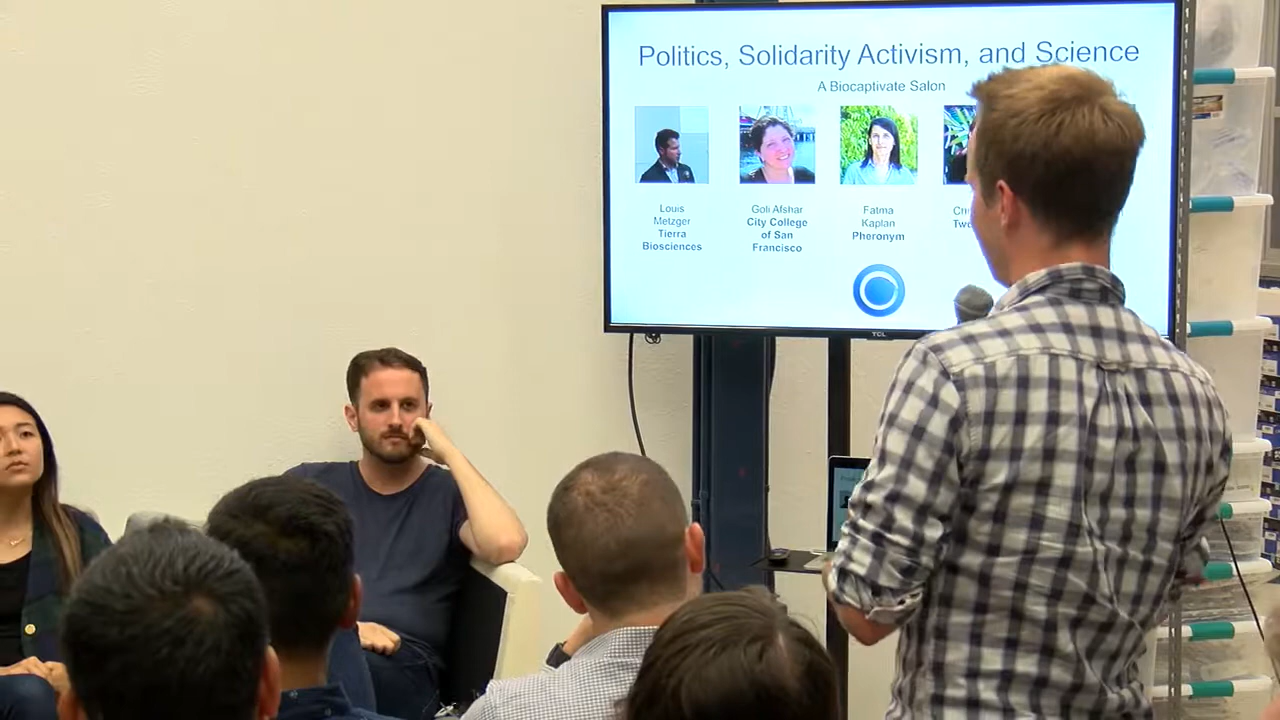 Politics, Solidarity Activism, and Science
A Biocaptivate Salon
Louis
Metzger
Tierra
Biosciences
Goli Afshar
City College
of San
Francisco
Fatma
Kaplan
Pheronym
TCL